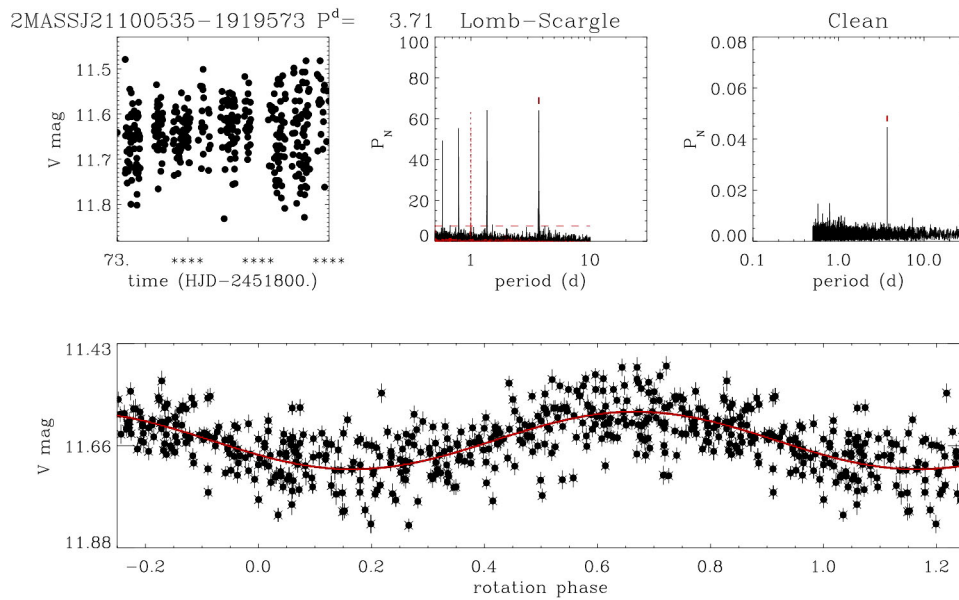 2MASSJ21100535-1919573 P^d= 3.71 Lomb-Scargle Clean
11.5
11.6
11.7
11.8
V mag
73. **** **** ****
time (HJD-2451800.)
100
80
60
40
20
0
P_N
1 10
period (d)
0.08
0.06
0.04
0.02
0.00
P_N
0.1 1.0 10.0
period (d)
11.43
11.66
11.88
V mag
-0.2 0.0 0.2 0.4 0.6 0.8 1.0 1.2
rotation phase